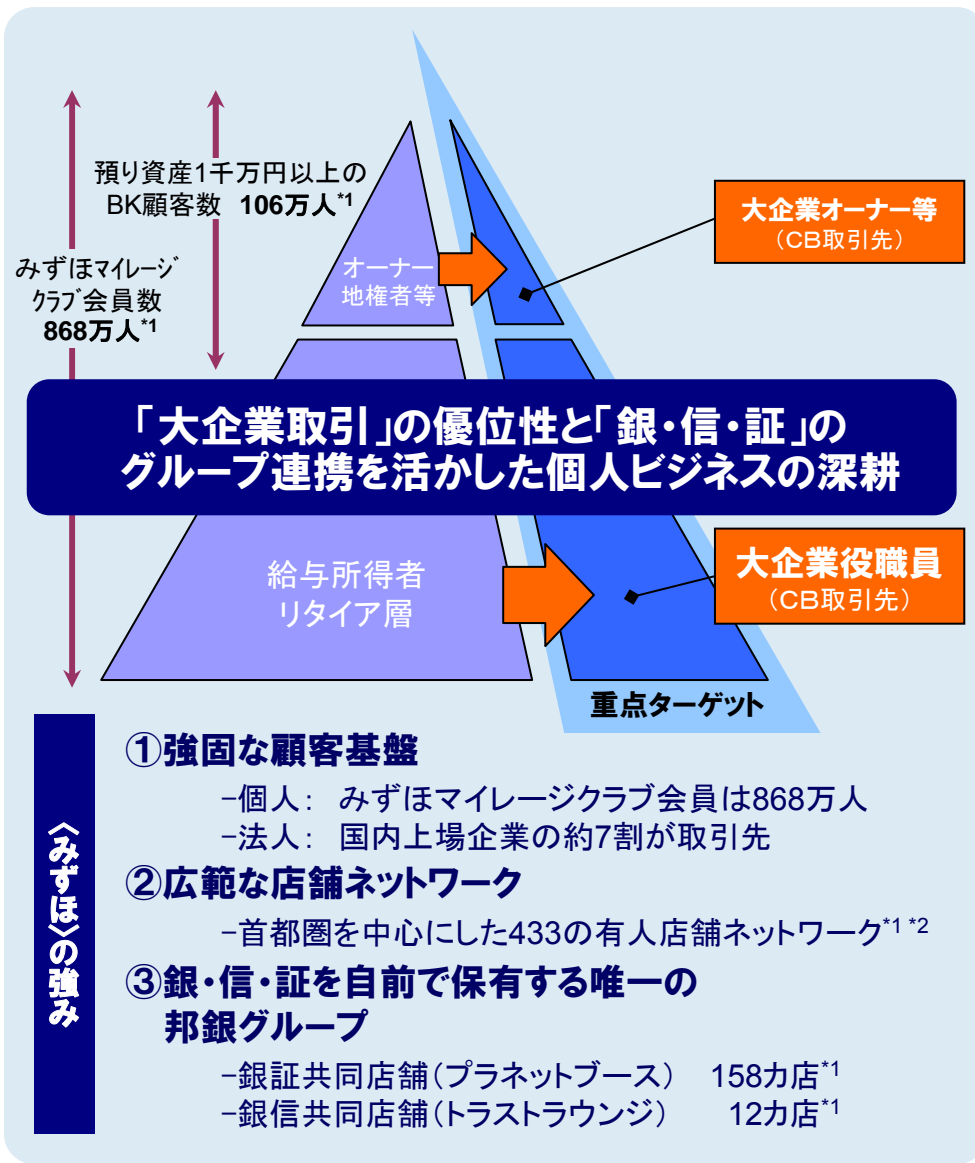 預り資産1千万円以上の
BK顧客数 106万人*1
みずほマイレージ
クラブ会員数
868万人*1
オーナー
地権者等
大企業オーナー等
(CB取引先)
「大企業取引」の優位性と「銀・信・証」の
グループ連携を活かした個人ビジネスの深耕
給与所得者
リタイア層
大企業役職員
(CB取引先)
重点ターゲット
〈みずほ〉の強み
①強固な顧客基盤
−個人： みずほマイレージクラブ会員は868万人
−法人： 国内上場企業の約7割が取引先
②広範な店舗ネットワーク
−首都圏を中心にした433の有人店舗ネットワーク*1 *2
③銀・信・証を自前で保有する唯一の
邦銀グループ
−銀証共同店舗(プラネットブース) 158カ店*1
−銀信共同店舗(トラストラウンジ) 12カ店*1